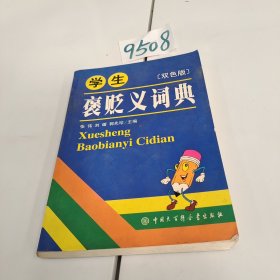 9508
学生
〔双色版〕
褒贬义词典
Xuesheng
Baobianyi Cidian
中国大百科全书出版社